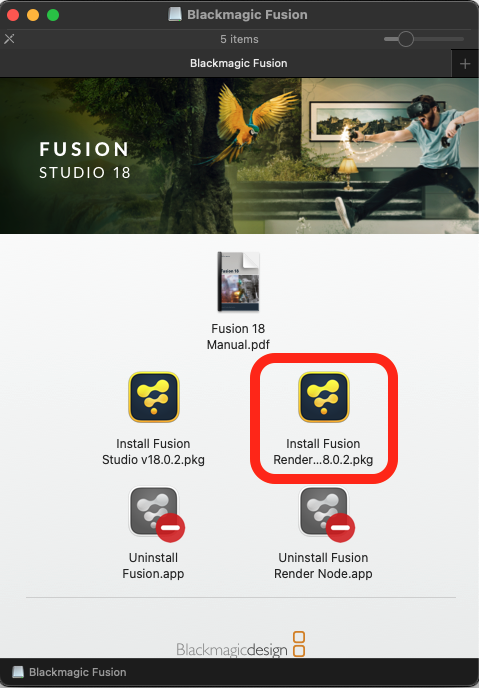 Blackmagic Fusion
5 items
Blackmagic Fusion
FUSION
STUDIO 18
Fusion 18
Fusion 18
Manual.pdf
Install Fusion
Studio v18.0.2.pkg
Install Fusion
Render...8.0.2.pkg
Uninstall
Fusion.app
Uninstall Fusion
Render Node.app
Blackmagicdesign
Blackmagic Fusion